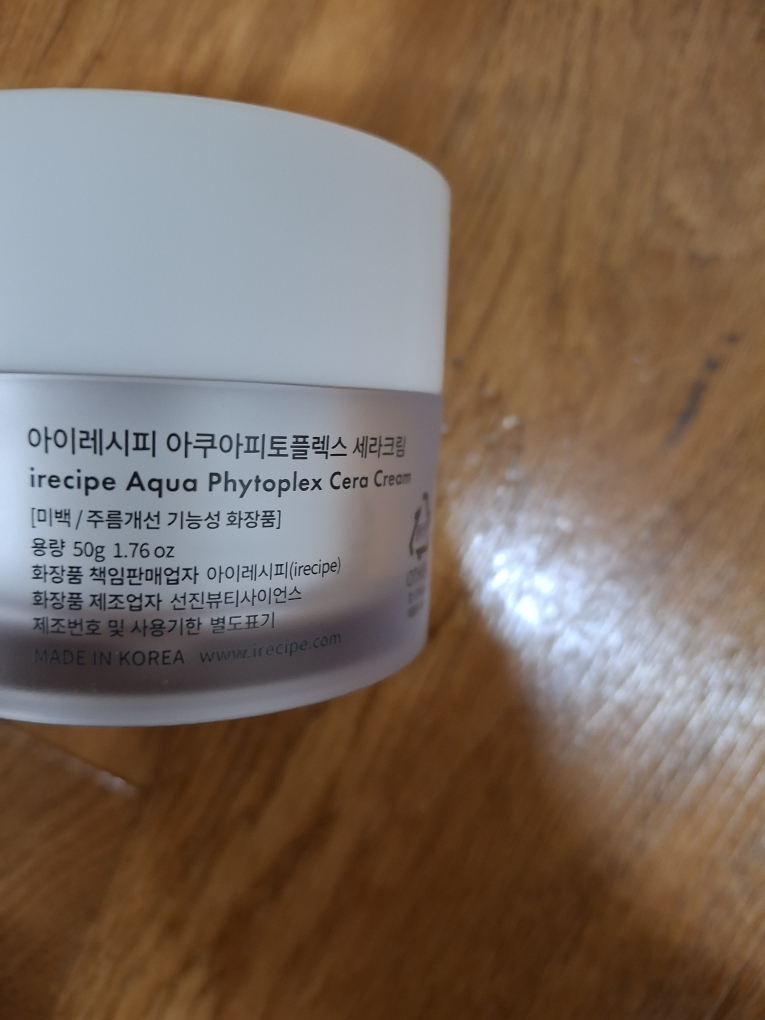 아이레시피 아쿠아피토플렉스 세라크림
irecipe Aqua Phytoplex Cera Cream
[미백 / 주름개선 기능성 화장품]
용량 50g 1.76 oz
화장품 책임판매업자 아이레시피(irecipe)
화장품 제조업자 선진뷰티사이언스
제조번호 및 사용기한 별도표기
MADE IN KOREA www.irecipe.com